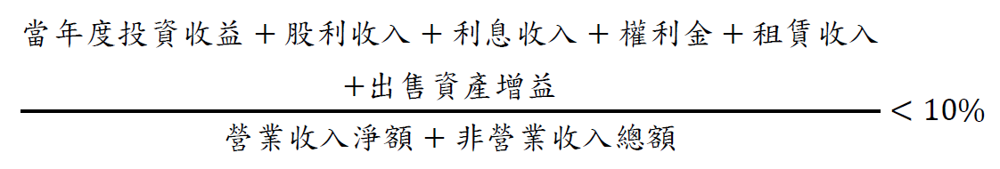 當年度投資收益 + 股利收入 + 利息收入 + 權利金 + 租賃收入
+出售資產增益
< 10%
營業收入淨額 + 非營業收入總額